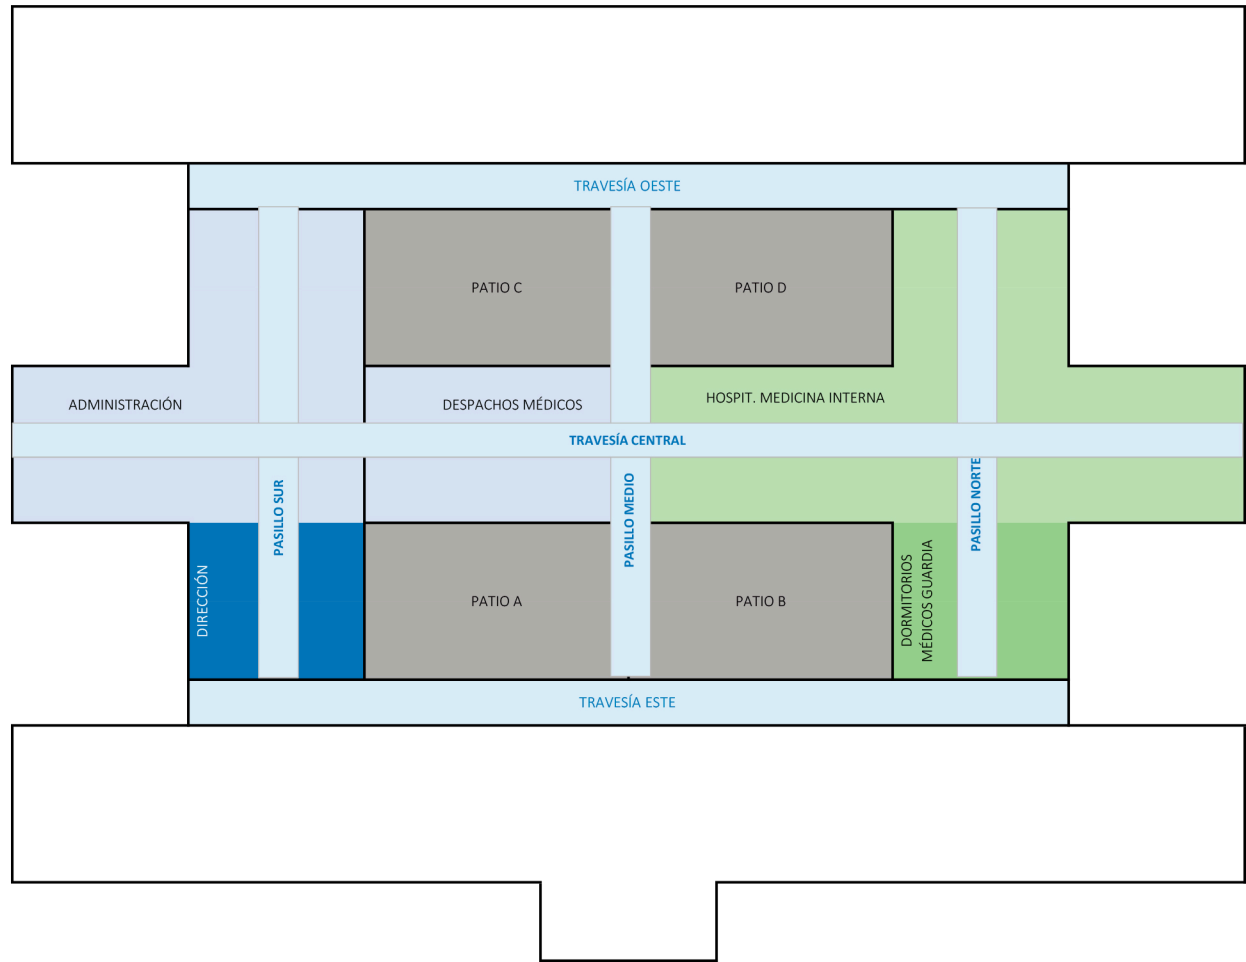 TRAVESÍA OESTE
PATIO C
PATIO D
ADMINISTRACIÓN
DESPACHOS MÉDICOS
HOSPIT. MEDICINA INTERNA
TRAVESÍA CENTRAL
PASILLO SUR
PASILLO MEDIO
PASILLO NORTE
DIRECCIÓN
PATIO A
PATIO B
DORMITORIOS
MÉDICOS GUARDIA
TRAVESÍA ESTE